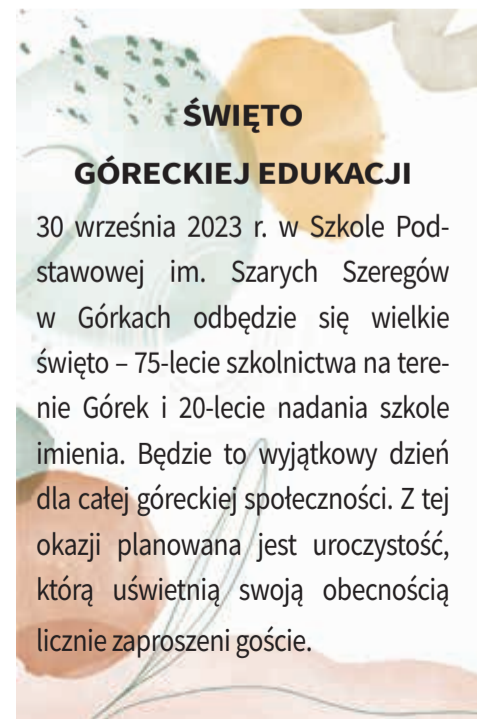 ŚWIĘTO
GÓRECKIEJ EDUKACJI
30 września 2023 r. w Szkole Pod-
stawowej im. Szarych Szeregów
w Górkach odbędzie się wielkie
święto – 75-lecie szkolnictwa na tere-
nie Górek i 20-lecie nadania szkole
imienia. Będzie to wyjątkowy dzień
dla całej góreckiej społeczności. Z tej
okazji planowana jest uroczystość,
którą uświetnią swoją obecnością
licznie zaproszeni goście.